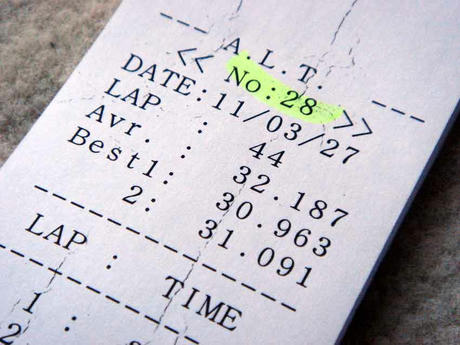 --- A.L.T. ---
<< No:28 >>
DATE:11/03/27
LAP : 44
Avr. : 32.187
Best1: 30.963
2: 31.091
--------------------
LAP : TIME
--------------------
1 :
2